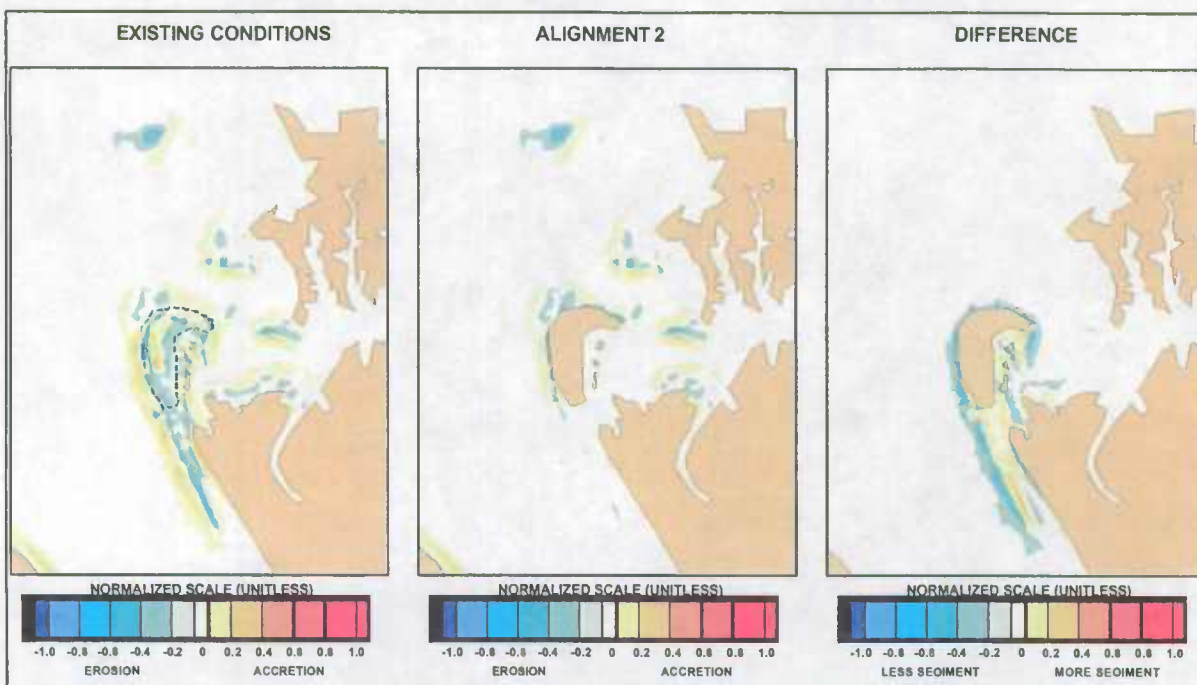 EXISTING CONDITIONS
ALIGNMENT 2
DIFFERENCE
NORMALIZED SCALE (UNITLESS)
-1.0 -0.8 -0.6 -0.4 -0.2 0 0.2 0.4 0.6 0.8 1.0
EROSION ACCRETION
NORMALIZED SCALE (UNITLESS)
-1.0 -0.8 -0.6 -0.4 -0.2 0 0.2 0.4 0.6 0.8 1.0
EROSION ACCRETION
NORMALIZED SCALE (UNITLESS)
-1.0 -0.8 -0.6 -0.4 -0.2 0 0.2 0.4 0.6 0.8 1.0
LESS SEOIMENT MORE SEOIMENT